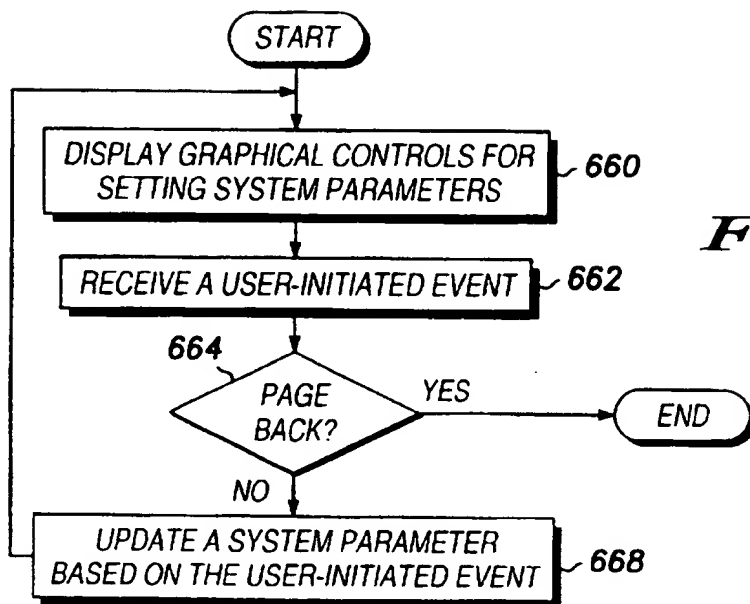 START
DISPLAY GRAPHICAL CONTROLS FOR
SETTING SYSTEM PARAMETERS
660
F
RECEIVE A USER-INITIATED EVENT
662
664
PAGE
BACK?
YES
END
NO
UPDATE A SYSTEM PARAMETER
BASED ON THE USER-INITIATED EVENT
668